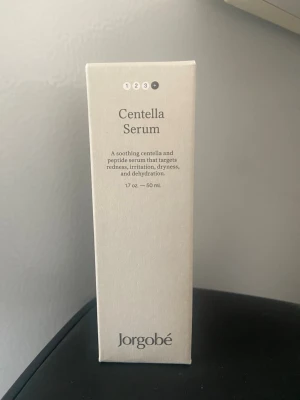 1 2 3
Centella
Serum
A soothing centella and
peptide serum that targets
redness, irritation, dryness,
and dehydration.
1.7 oz. — 50 ml.
Jorgobé